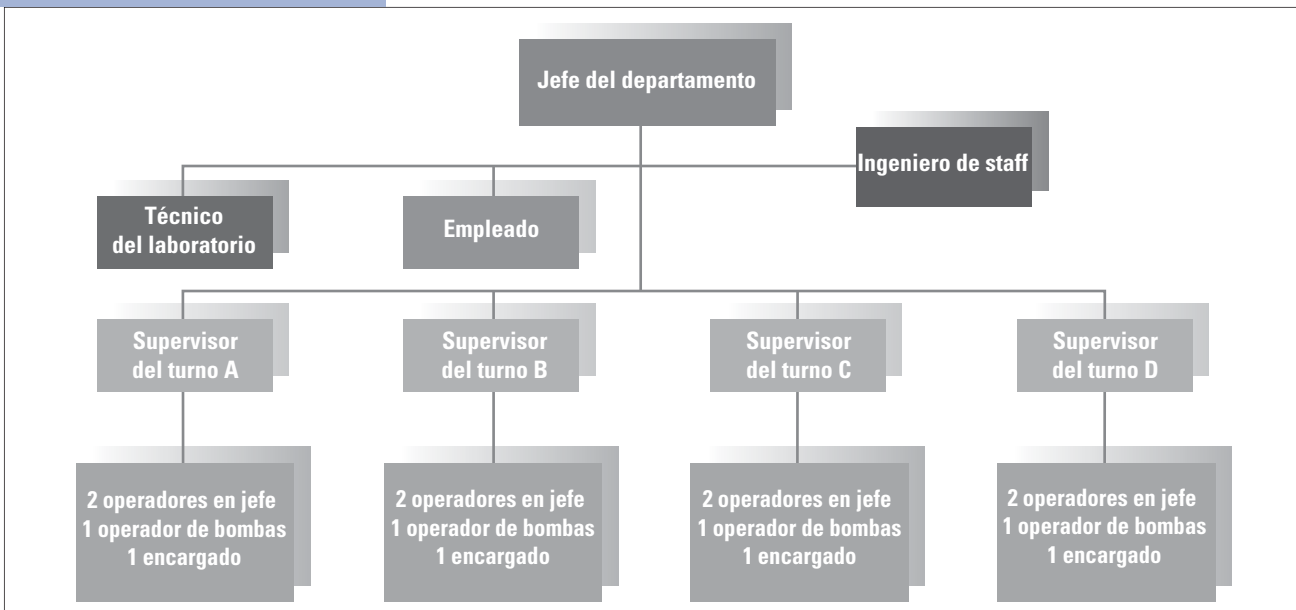 Jefe del departamento
Ingeniero de staff
Técnico
del laboratorio
Empleado
Supervisor
del turno A
Supervisor
del turno B
Supervisor
del turno C
Supervisor
del turno D
2 operadores en jefe
1 operador de bombas
1 encargado
2 operadores en jefe
1 operador de bombas
1 encargado
2 operadores en jefe
1 operador de bombas
1 encargado
2 operadores en jefe
1 operador de bombas
1 encargado